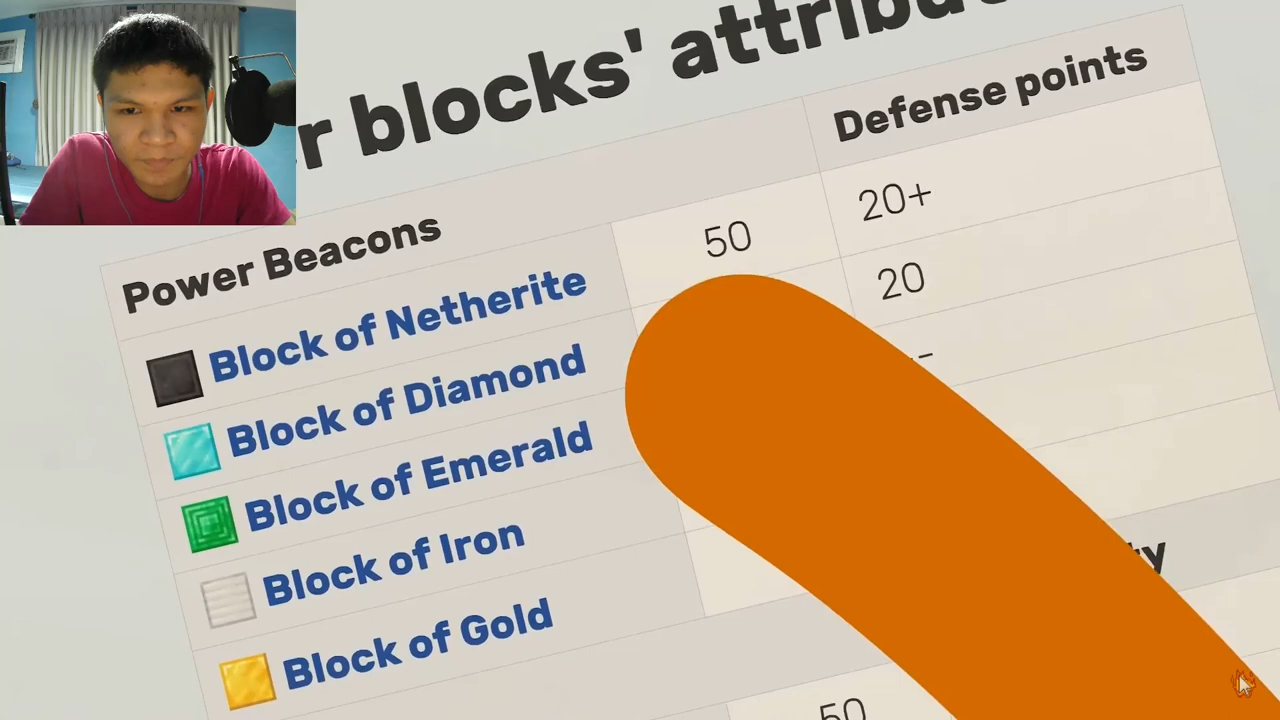 r blocks' attribu
Defense points
Power Beacons
Block of Netherite 50 20+
Block of Diamond 20
Block of Emerald
Block of Iron
Block of Gold
50